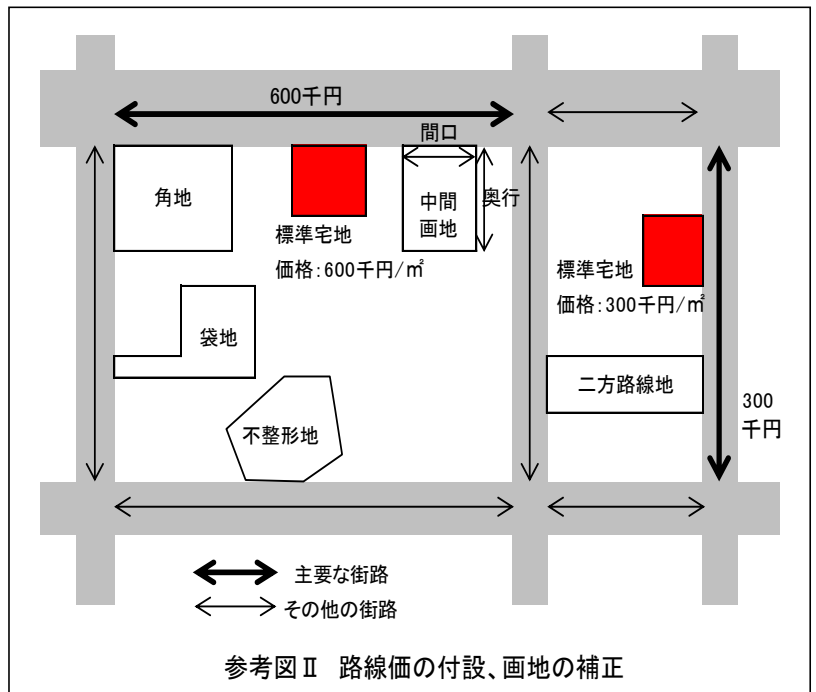 600千円
間口
角地
中間
画地
奥行
標準宅地
価格:600千円/㎡
標準宅地
価格:300千円/㎡
袋地
二方路線地
300
千円
不整形地
主要な街路
その他の街路
参考図Ⅱ 路線価の付設、画地の補正